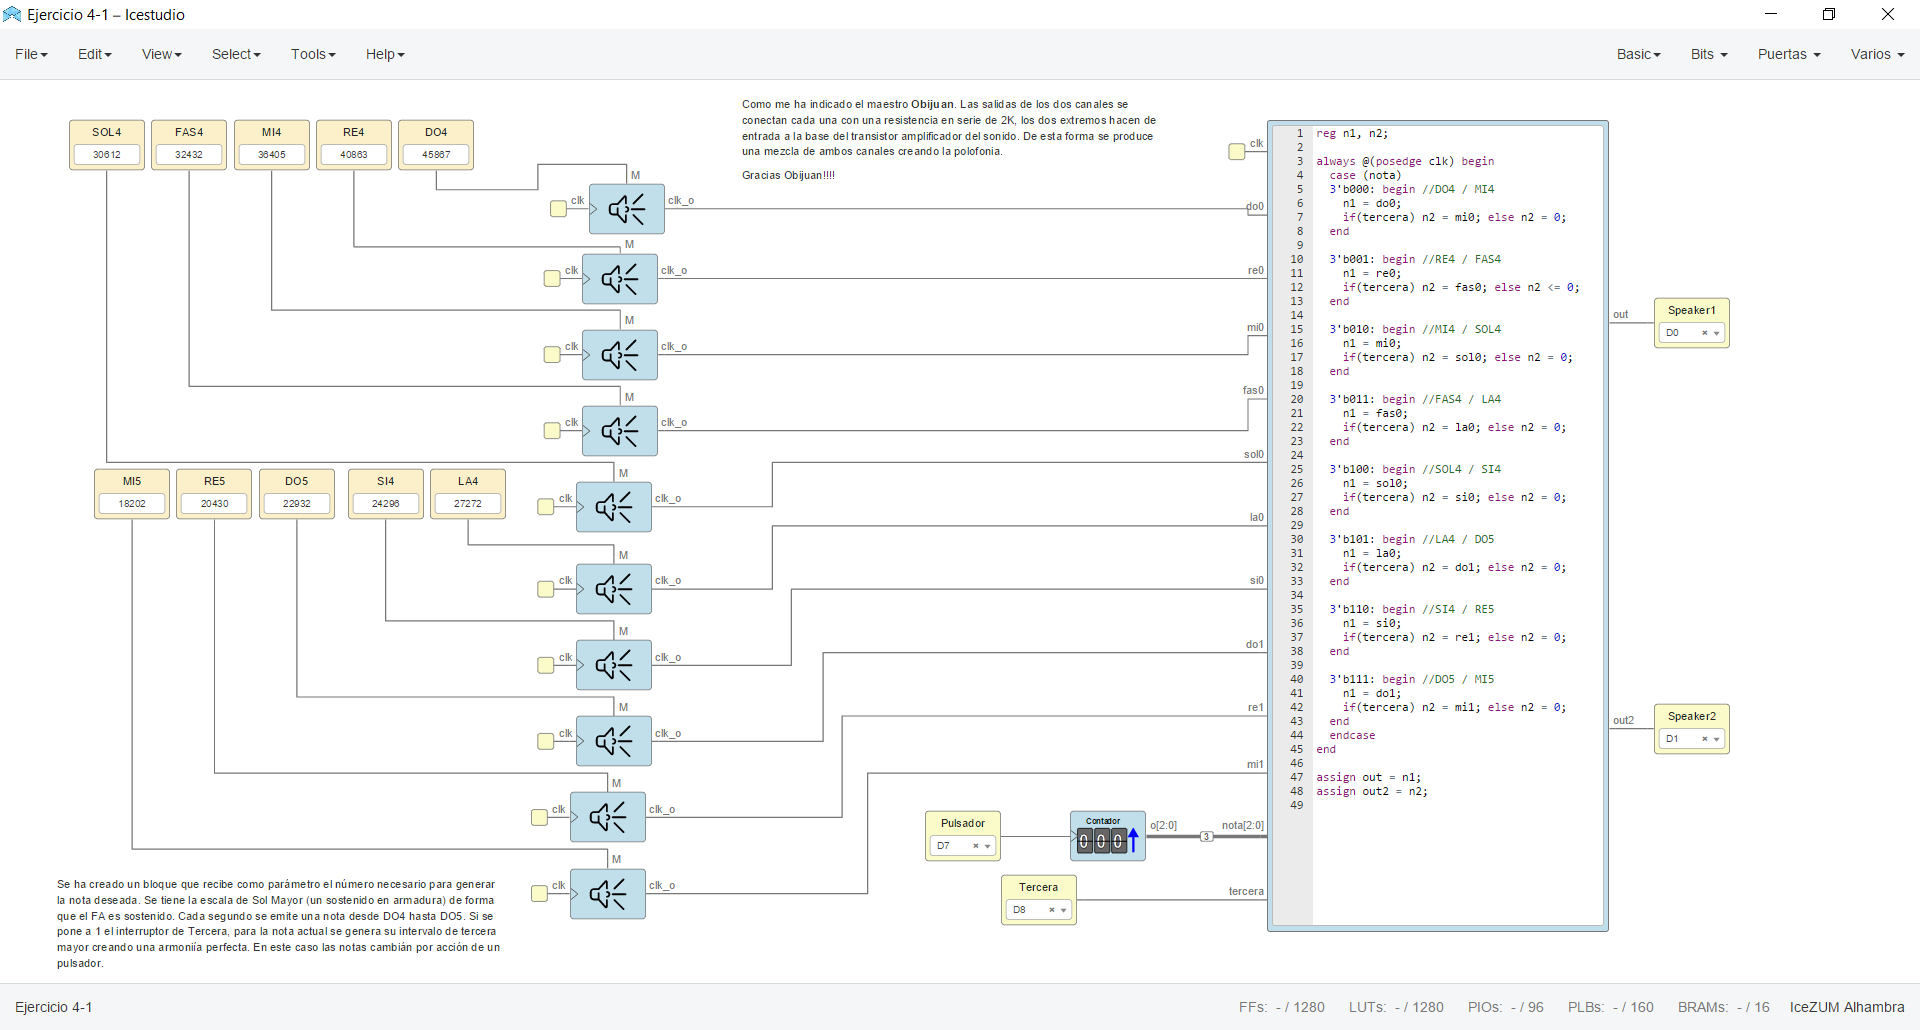 Ejercicio 4-1 – Icestudio
File Edit View Select Tools Help Basic Bits Puertas Varios
Como me ha indicado el maestro Obijuan. Las salidas de los dos canales se
conectan cada una con una resistencia en serie de 2K, los dos extremos hacen de
entrada a la base del transistor amplificador del sonido. De esta forma se produce
una mezcla de ambos canales creando la polofonia.
Gracias Obijuan!!!!
SOL4 FAS4 MI4 RE4 DO4
30612 32432 36405 40863 45867
M
clk clk_o
M
clk clk_o
M
clk clk_o
M
clk clk_o
M
clk clk_o
MI5 RE5 DO5 SI4 LA4
18202 20430 22932 24296 27272
M
clk clk_o
M
clk clk_o
M
clk clk_o
M
clk clk_o
M
clk clk_o
clk
do0
re0
mi0
fas0
sol0
la0
si0
do1
re1
mi1
Pulsador
D7
Contador
000
o[2:0] 3 nota[2:0]
Tercera
D8
tercera
1 reg n1, n2;
2
3 always @(posedge clk) begin
4 case (nota)
5 3'b000: begin //DO4 / MI4
6 n1 = do0;
7 if(tercera) n2 = mi0; else n2 = 0;
8 end
9
10 3'b001: begin //RE4 / FAS4
11 n1 = re0;
12 if(tercera) n2 = fas0; else n2 <= 0;
13 end
14
15 3'b010: begin //MI4 / SOL4
16 n1 = mi0;
17 if(tercera) n2 = sol0; else n2 = 0;
18 end
19
20 3'b011: begin //FAS4 / LA4
21 n1 = fas0;
22 if(tercera) n2 = la0; else n2 = 0;
23 end
24
25 3'b100: begin //SOL4 / SI4
26 n1 = sol0;
27 if(tercera) n2 = si0; else n2 = 0;
28 end
29
30 3'b101: begin //LA4 / DO5
31 n1 = la0;
32 if(tercera) n2 = do1; else n2 = 0;
33 end
34
35 3'b110: begin //SI4 / RE5
36 n1 = si0;
37 if(tercera) n2 = re1; else n2 = 0;
38 end
39
40 3'b111: begin //DO5 / MI5
41 n1 = do1;
42 if(tercera) n2 = mi1; else n2 = 0;
43 end
44 endcase
45 end
46
47 assign out = n1;
48 assign out2 = n2;
49
out
Speaker1
D0
out2
Speaker2
D1
Se ha creado un bloque que recibe como parámetro el número necesario para generar
la nota deseada. Se tiene la escala de Sol Mayor (un sostenido en armadura) de forma
que el FA es sostenido. Cada segundo se emite una nota desde DO4 hasta DO5. Si se
pone a 1 el interruptor de Tercera, para la nota actual se genera su intervalo de tercera
mayor creando una armoniía perfecta. En este caso las notas cambián por acción de un
pulsador.
Ejercicio 4-1 FFs: - / 1280 LUTs: - / 1280 PIOs: - / 96 PLBs: - / 160 BRAMs: - / 16 IceZUM Alhambra